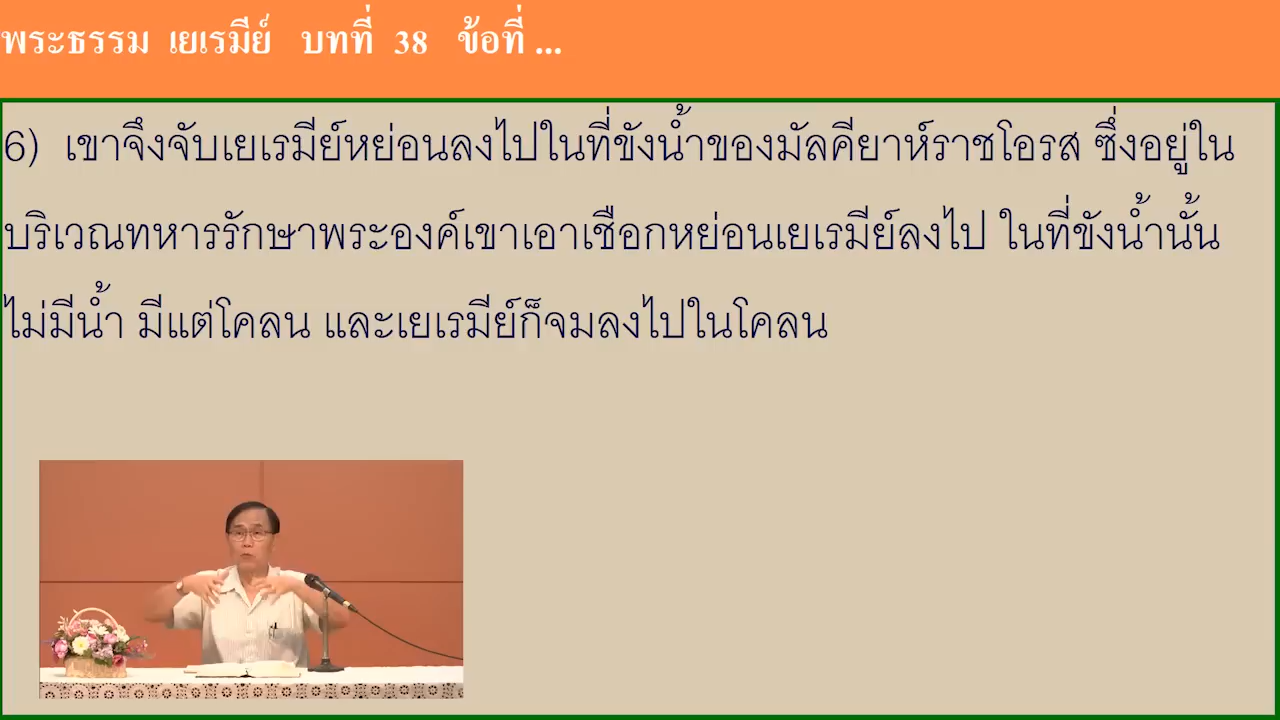 พระธรรม เยเรมีย์ บทที่ 38 ข้อที่ ...
6) เขาจึงจับเยเรมีย์หย่อนลงไปในที่ขังน้ำของมัลคียาห์ราชโอรส ซึ่งอยู่ใน
บริเวณทหารรักษาพระองค์เขาเอาเชือกหย่อนเยเรมีย์ลงไป ในที่ขังน้ำนั้น
ไม่มีน้ำ มีแต่โคลน และเยเรมีย์ก็จมลงไปในโคลน